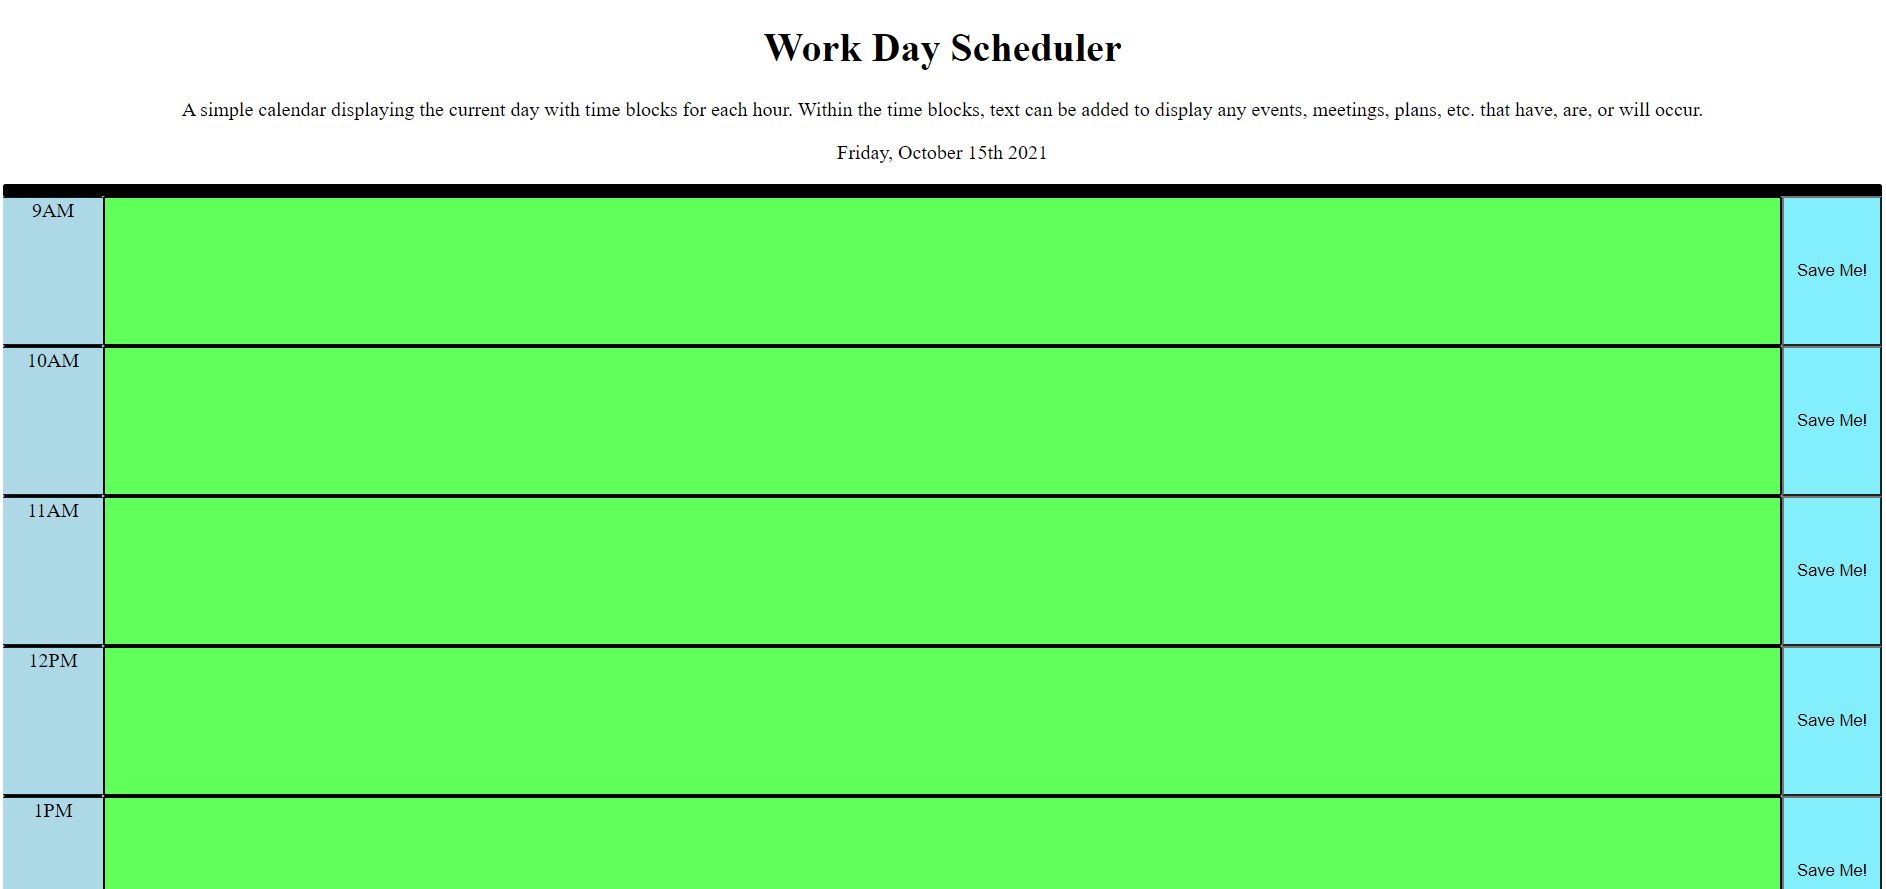 Work Day Scheduler
A simple calendar displaying the current day with time blocks for each hour. Within the time blocks, text can be added to display any events, meetings, plans, etc. that have, are, or will occur.
Friday, October 15th 2021
9AM
Save Me!
10AM
Save Me!
11AM
Save Me!
12PM
Save Me!
1PM
Save Me!